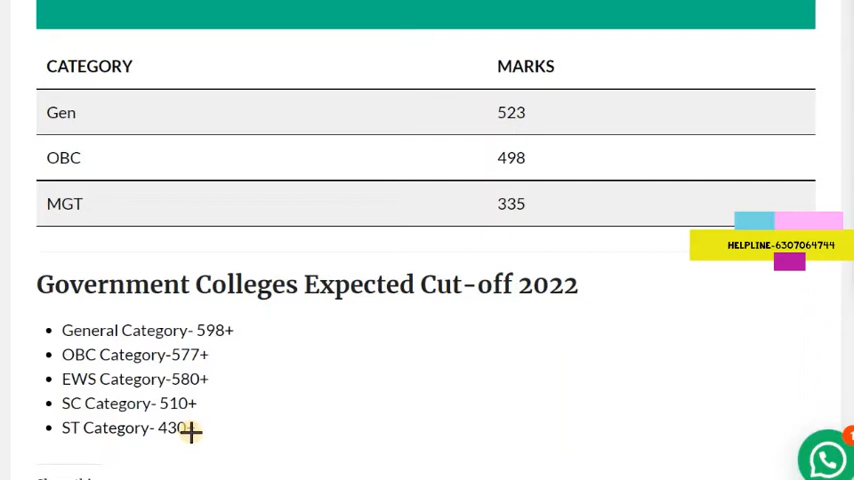 CATEGORY MARKS
Gen 523
OBC 498
MGT 335
HELPLINE-6307064744
Government Colleges Expected Cut-off 2022
General Category- 598+
OBC Category-577+
EWS Category-580+
SC Category- 510+
ST Category- 430+